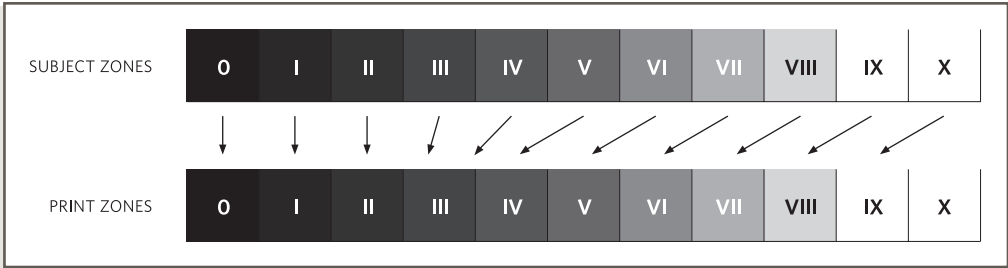 SUBJECT ZONES 0 I II III IV V VI VII VIII IX X
PRINT ZONES 0 I II III IV V VI VII VIII IX X